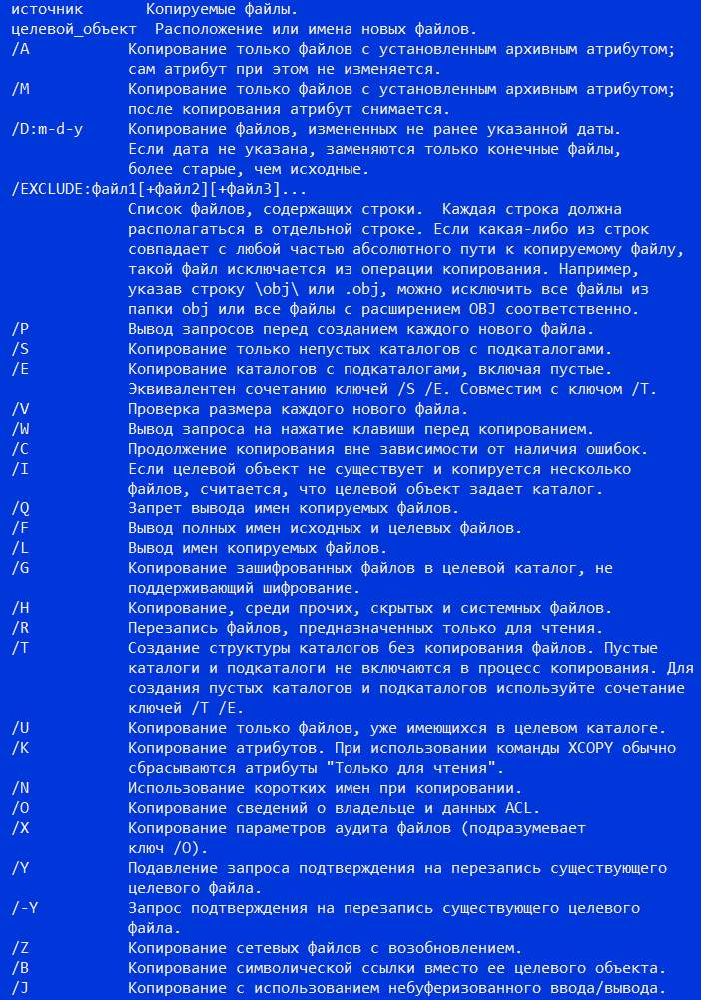 источник        Копируемые файлы.
целевой_объект  Расположение или имена новых файлов.
/A           Копирование только файлов с установленным архивным атрибутом;
             сам атрибут при этом не изменяется.
/M           Копирование только файлов с установленным архивным атрибутом;
             после копирования атрибут снимается.
/D:m-d-y     Копирование файлов, измененных не ранее указанной даты.
             Если дата не указана, заменяются только конечные файлы,
             более старые, чем исходные.
/EXCLUDE:файл1[+файл2][+файл3]...
             Список файлов, содержащих строки.  Каждая строка должна
             располагаться в отдельной строке. Если какая-либо из строк
             совпадает с любой частью абсолютного пути к копируемому файлу,
             такой файл исключается из операции копирования. Например,
             указав строку \obj\ или .obj, можно исключить все файлы из
             папки obj или все файлы с расширением OBJ соответственно.
/P           Вывод запросов перед созданием каждого нового файла.
/S           Копирование только непустых каталогов с подкаталогами.
/E           Копирование каталогов с подкаталогами, включая пустые.
             Эквивалентен сочетанию ключей /S /E. Совместим с ключом /T.
/V           Проверка размера каждого нового файла.
/W           Вывод запроса на нажатие клавиши перед копированием.
/C           Продолжение копирования вне зависимости от наличия ошибок.
/I           Если целевой объект не существует и копируется несколько
             файлов, считается, что целевой объект задает каталог.
/Q           Запрет вывода имен копируемых файлов.
/F           Вывод полных имен исходных и целевых файлов.
/L           Вывод имен копируемых файлов.
/G           Копирование зашифрованных файлов в целевой каталог, не
             поддерживающий шифрование.
/H           Копирование, среди прочих, скрытых и системных файлов.
/R           Перезапись файлов, предназначенных только для чтения.
/T           Создание структуры каталогов без копирования файлов. Пустые
             каталоги и подкаталоги не включаются в процесс копирования. Для
             создания пустых каталогов и подкаталогов используйте сочетание
             ключей /T /E.
/U           Копирование только файлов, уже имеющихся в целевом каталоге.
/K           Копирование атрибутов. При использовании команды XCOPY обычно
             сбрасываются атрибуты "Только для чтения".
/N           Использование коротких имен при копировании.
/O           Копирование сведений о владельце и данных ACL.
/X           Копирование параметров аудита файлов (подразумевает
             ключ /O).
/Y           Подавление запроса подтверждения на перезапись существующего
             целевого файла.
/-Y          Запрос подтверждения на перезапись существующего целевого
             файла.
/Z           Копирование сетевых файлов с возобновлением.
/B           Копирование символической ссылки вместо ее целевого объекта.
/J           Копирование с использованием небуферизованного ввода/вывода.